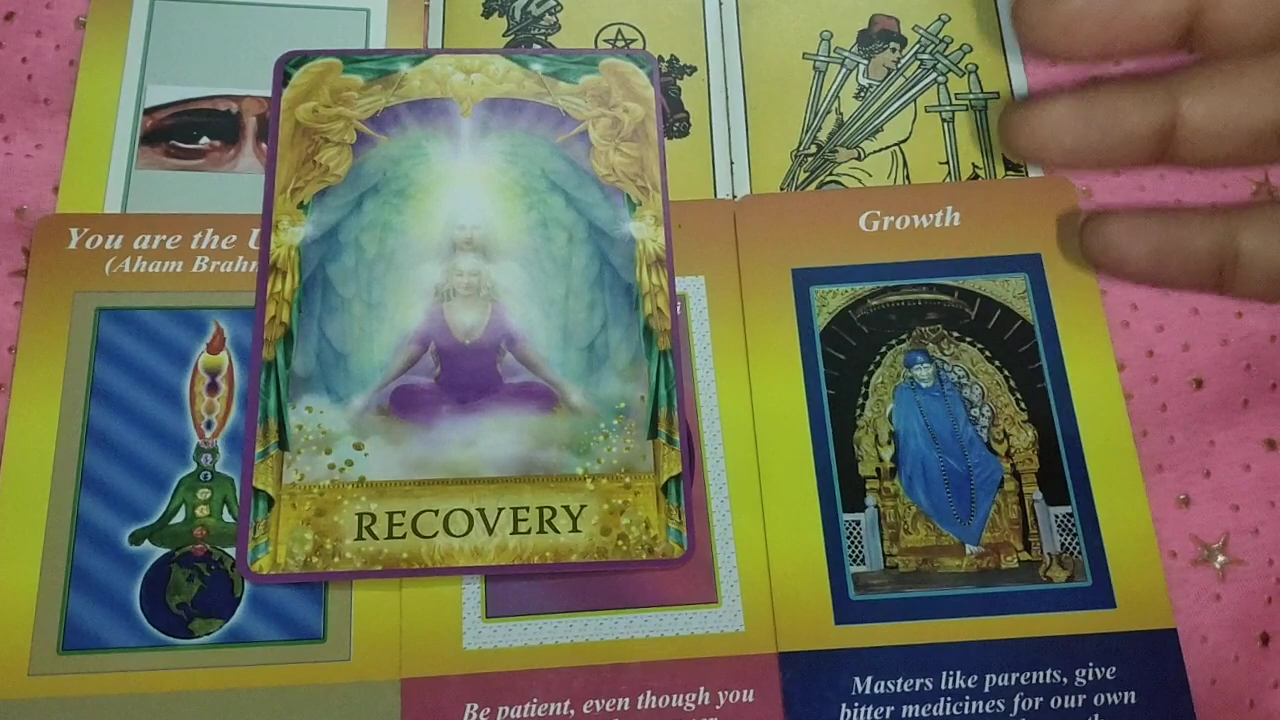 You are the
(Aham
Growth
RECOVERY
Be patient, even though you
Masters like parents, give
bitter medicines for our own